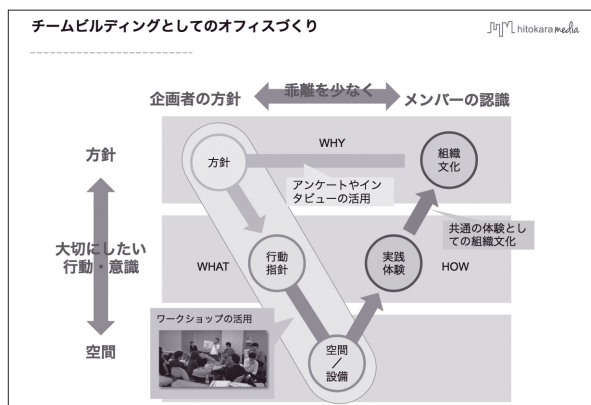 チームビルディングとしてのオフィスづくり
hitokara media
企画者の方針
乖離を少なく
メンバーの認識
方針
方針
WHY
組織
文化
アンケートやイン
タビューの活用
共通の体験とし
ての組織文化
大切にしたい
行動・意識
WHAT
行動
指針
実践
体験
HOW
ワークショップの活用
空間
空間
/
設備